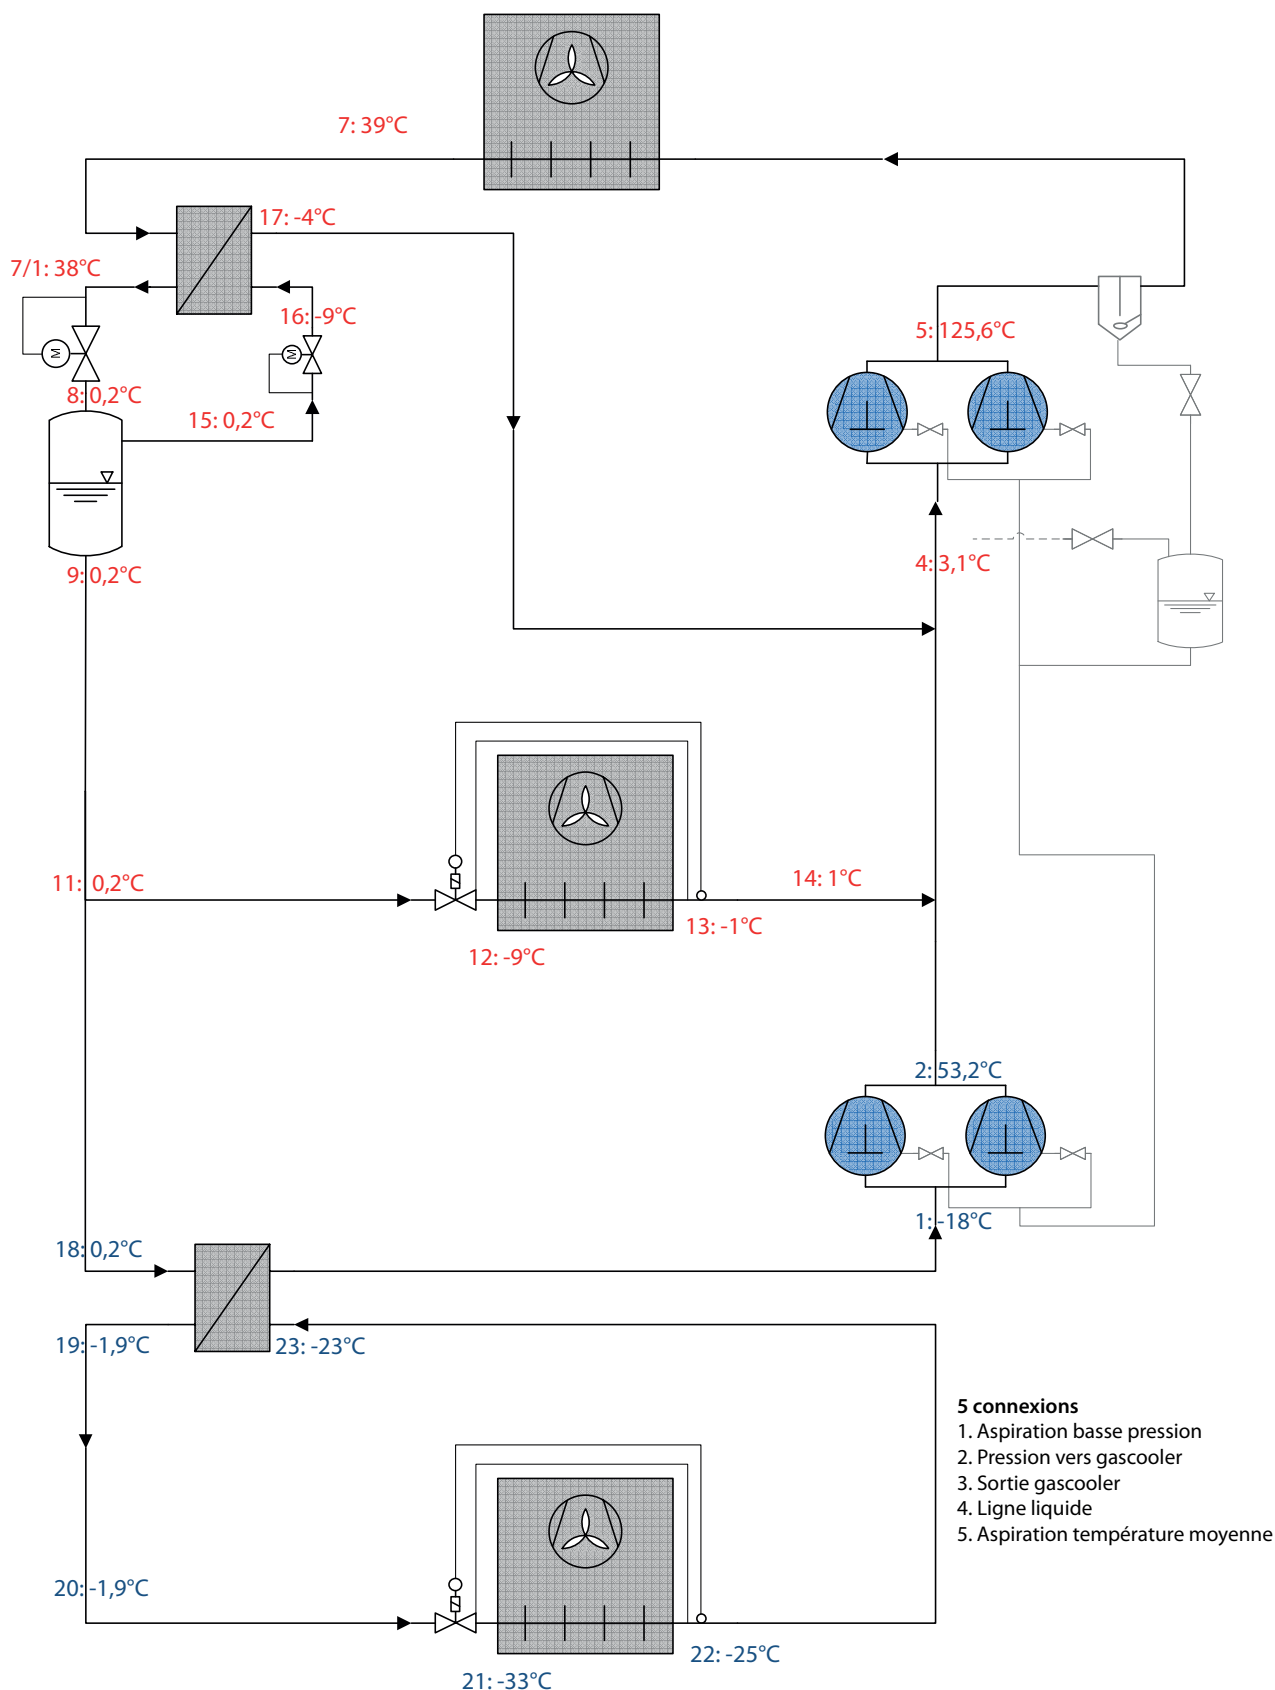 7: 39°C
17: -4°C
7/1: 38°C
16: -9°C
M
M
5: 125,6°C
8: 0,2°C
15: 0,2°C
4: 3,1°C
9: 0,2°C
11: 0,2°C
14: 1°C
13: -1°C
12: -9°C
2: 53,2°C
1: -18°C
18: 0,2°C
19: -1,9°C
23: -23°C
5 connexions
1. Aspiration basse pression
2. Pression vers gascooler
3. Sortie gascooler
4. Ligne liquide
5. Aspiration température moyenne
20: -1,9°C
22: -25°C
21: -33°C